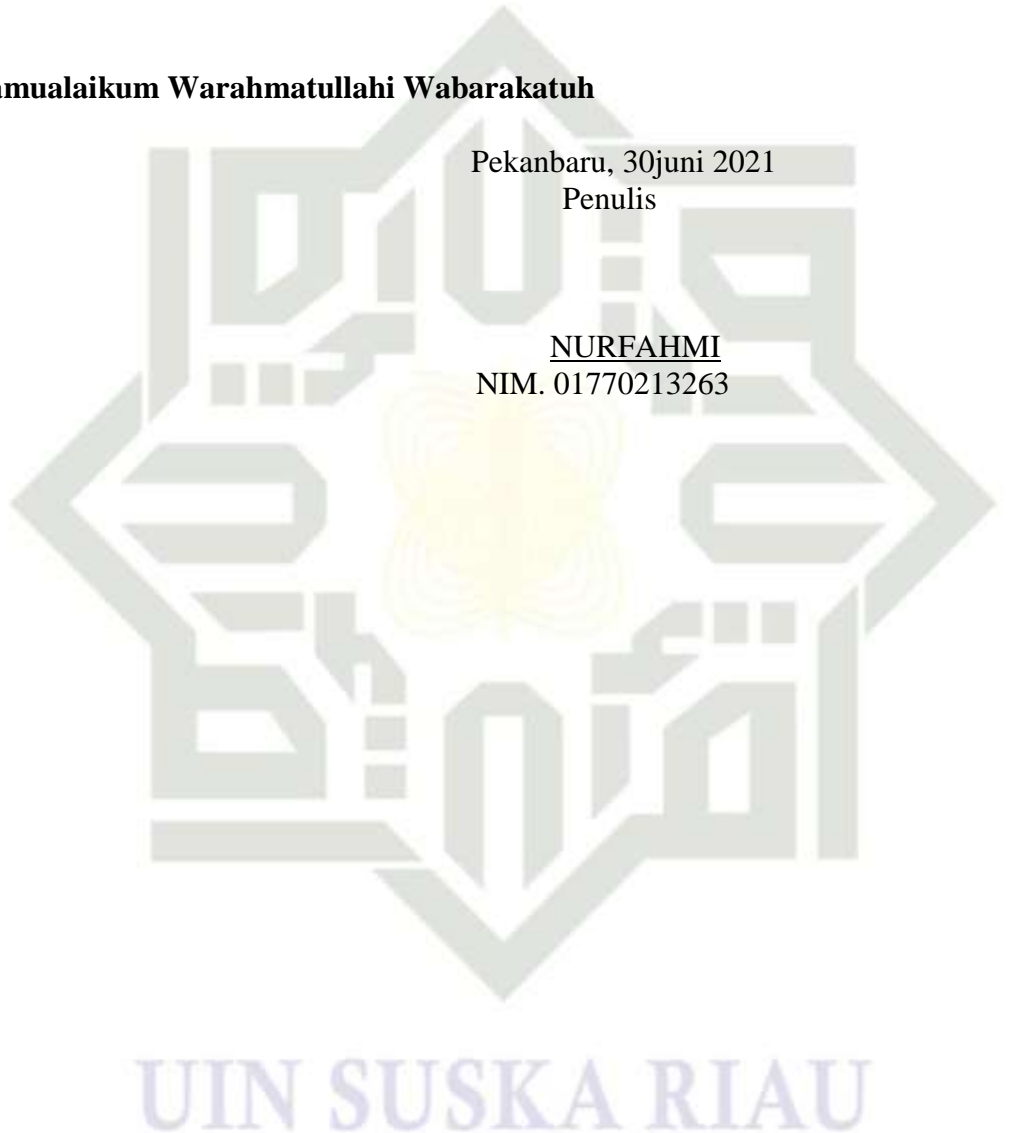 amualaikum Warahmatullahi Wabarakatuh
Pekanbaru, 30juni 2021
Penulis
NURFAHMI
NIM. 01770213263
UIN SUSKA RIAU